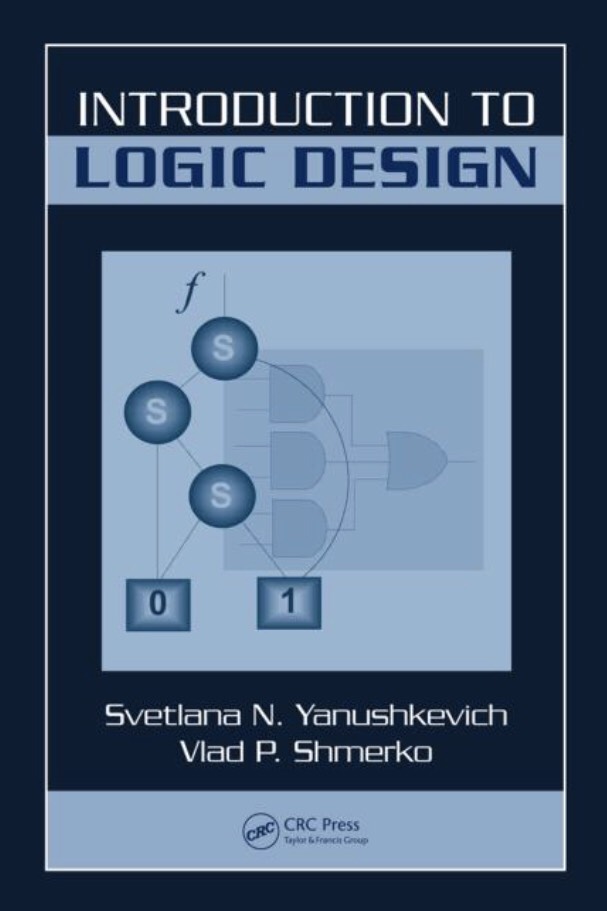 INTRODUCTION TO
LOGIC DESIGN
f
S
S
S
0
1
Svetlana N. Yanushkevich
Vlad P. Shmerko
CRC
CRC Press
Taylor & Francis Group